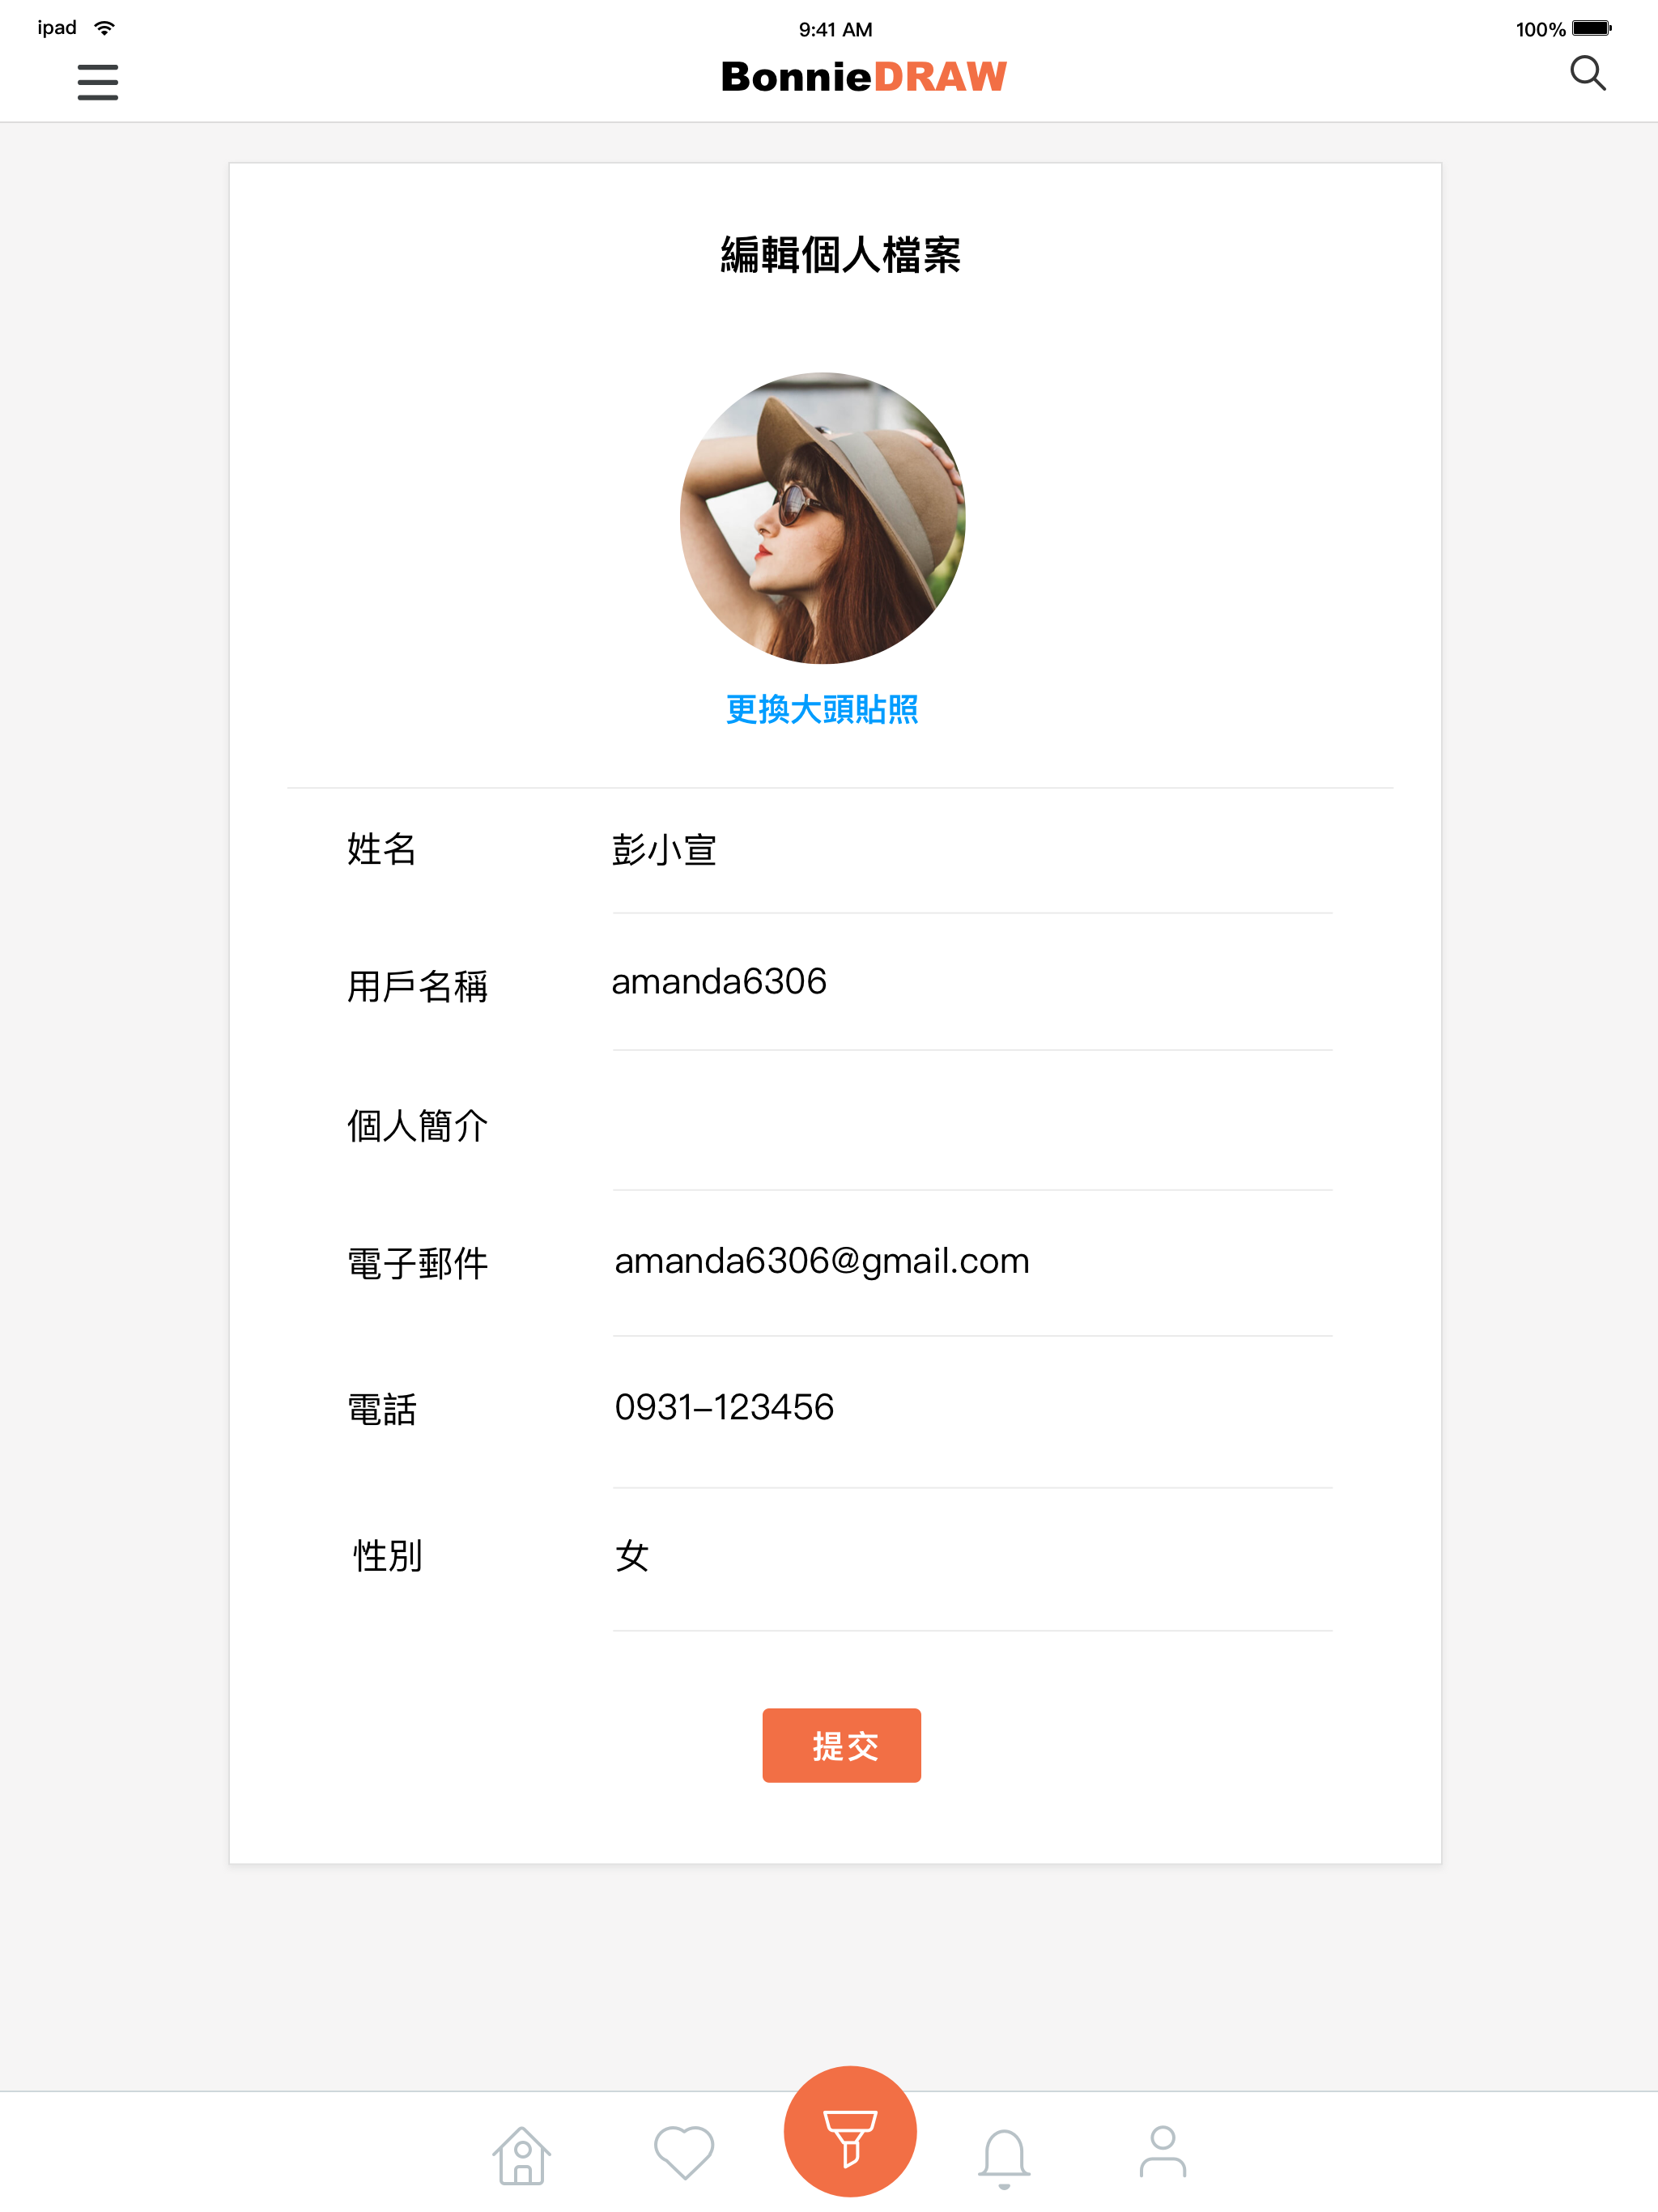 ipad
9:41 AM
100%
BonnieDRAW
編輯個人檔案
更換大頭貼照
姓名 彭小宣
用戶名稱 amanda6306
個人簡介
電子郵件 amanda6306@gmail.com
電話 0931–123456
性別 女
提交